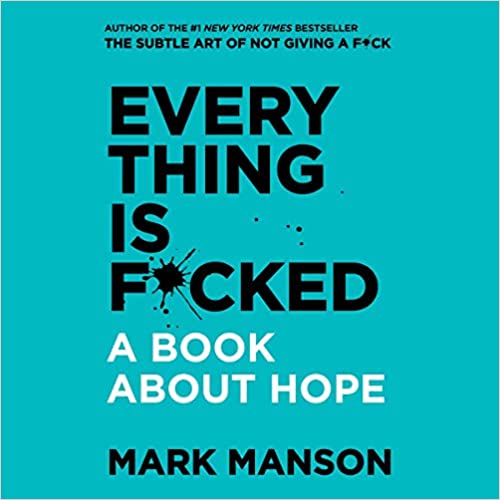 AUTHOR OF THE #1 NEW YORK TIMES BESTSELLER
THE SUBTLE ART OF NOT GIVING A F*CK
EVERY
THING
IS
F*CKED
A BOOK
ABOUT HOPE
MARK MANSON